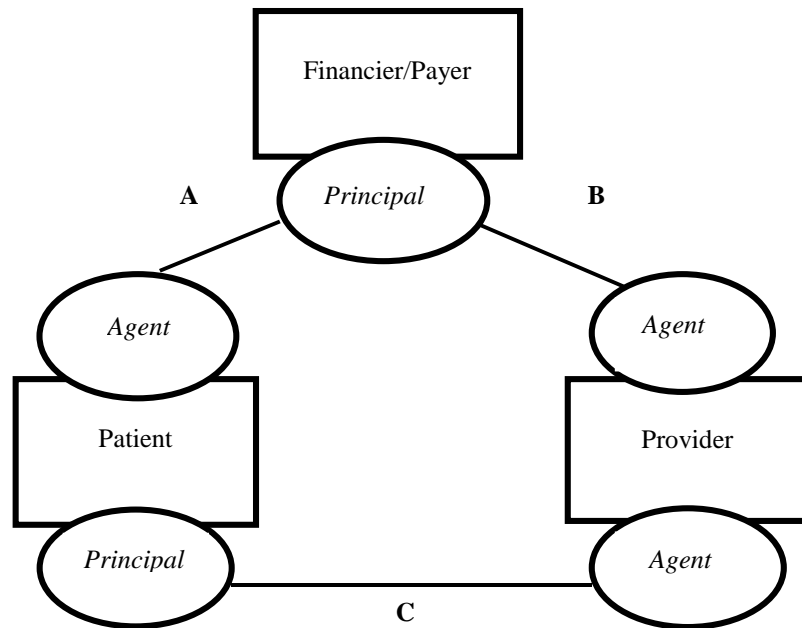 Financier/Payer
Principal
A
B
Agent
Agent
Patient
Provider
Principal
Agent
C